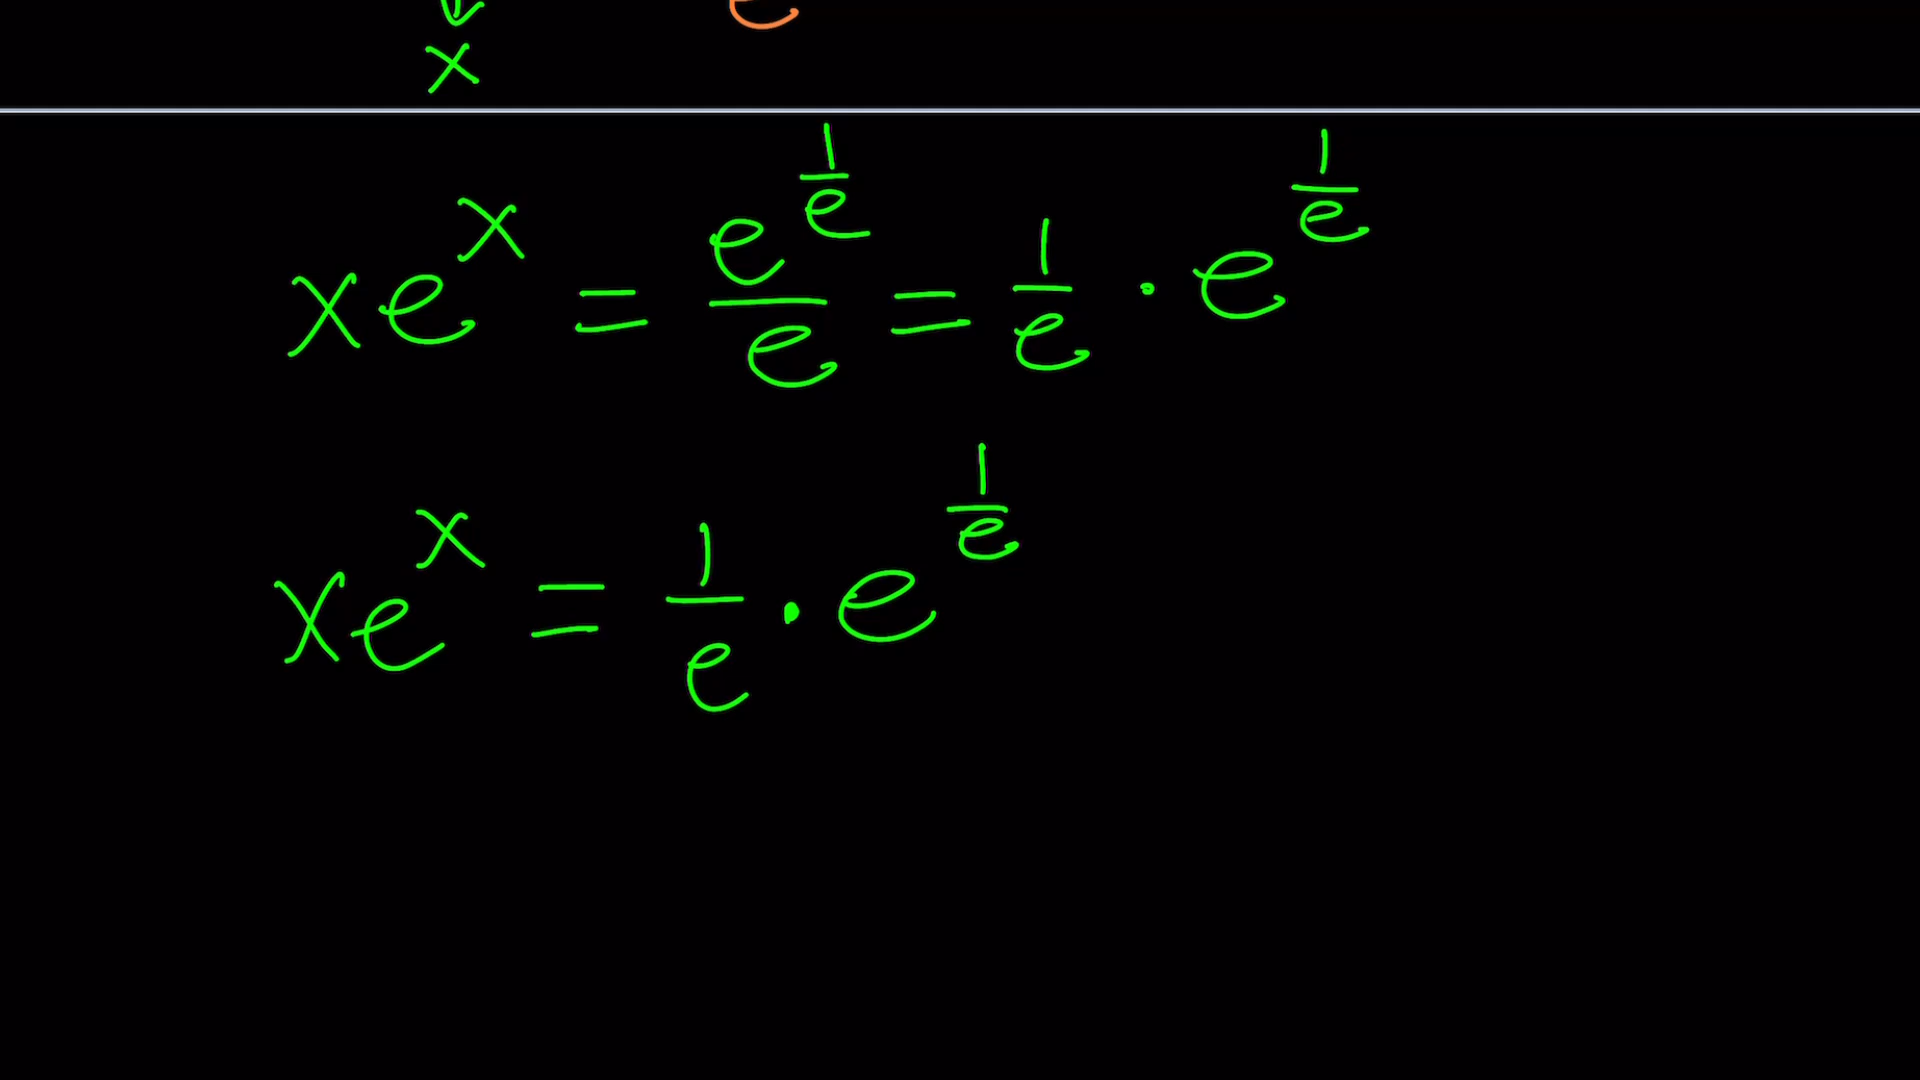 x
xe^x = e^(1/e)/e = 1/e · e^(1/e)
xe^x = 1/e · e^(1/e)